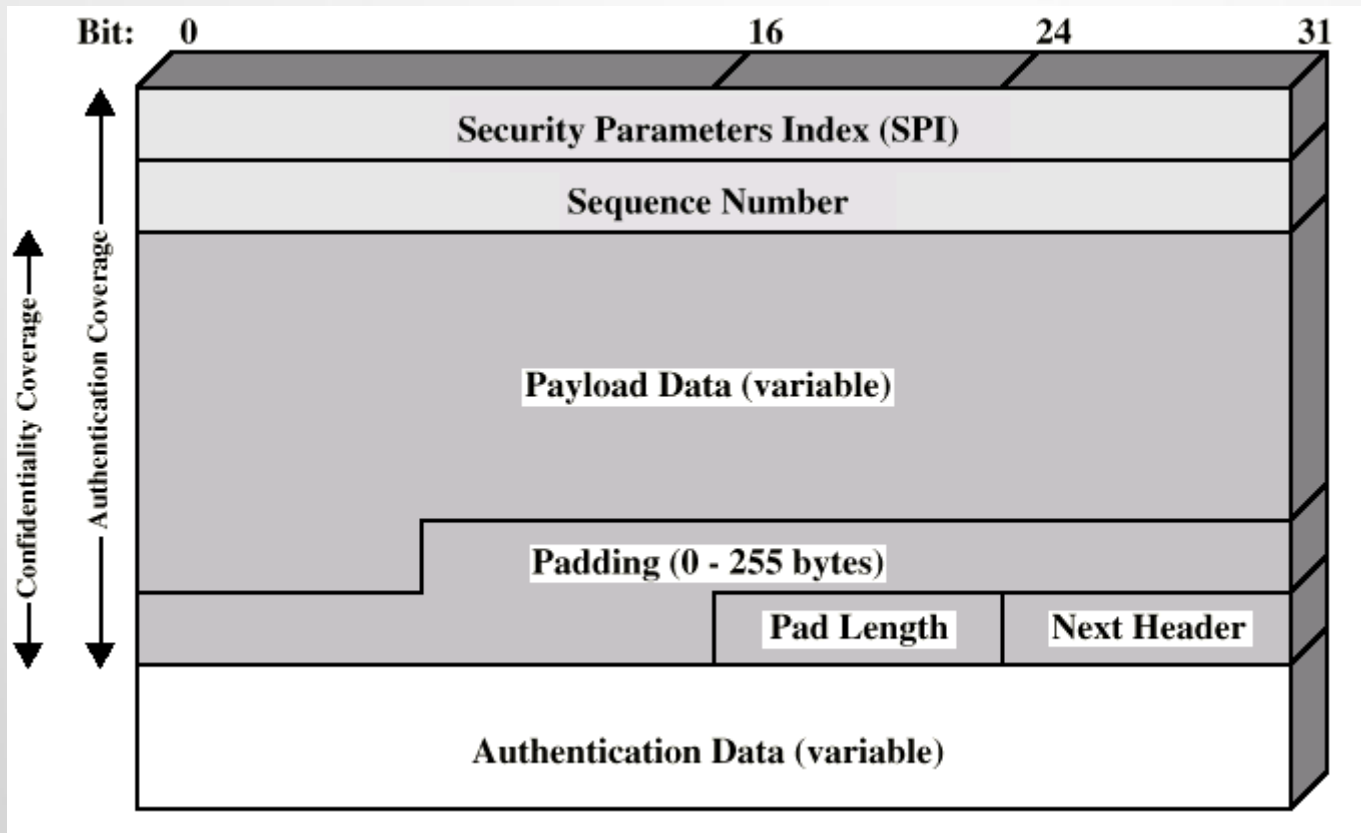 Bit: 0 16 24 31
Security Parameters Index (SPI)
Sequence Number
Confidentiality Coverage
Authentication Coverage
Payload Data (variable)
Padding (0 - 255 bytes)
Pad Length Next Header
Authentication Data (variable)